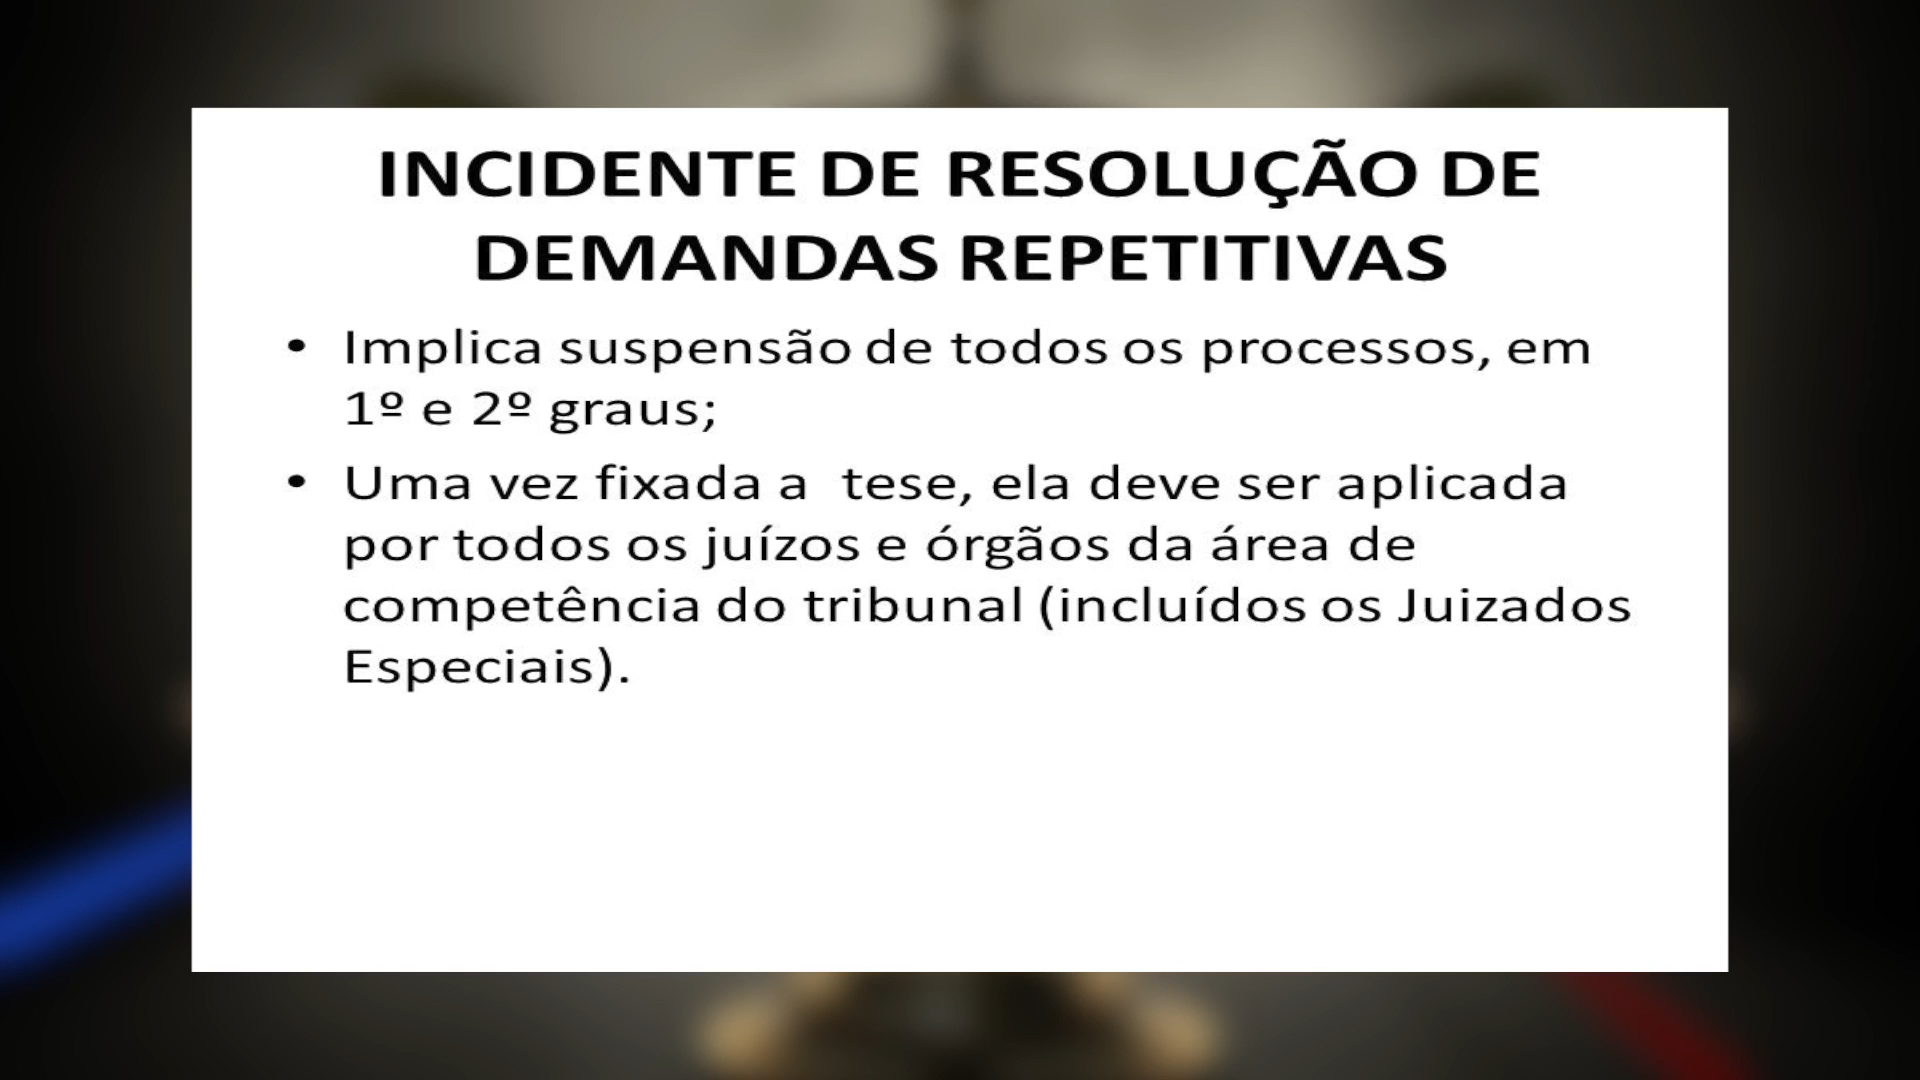 INCIDENTE DE RESOLUÇÃO DE
DEMANDAS REPETITIVAS
• Implica suspensão de todos os processos, em
1º e 2º graus;
• Uma vez fixada a tese, ela deve ser aplicada
por todos os juízos e órgãos da área de
competência do tribunal (incluídos os Juizados
Especiais).